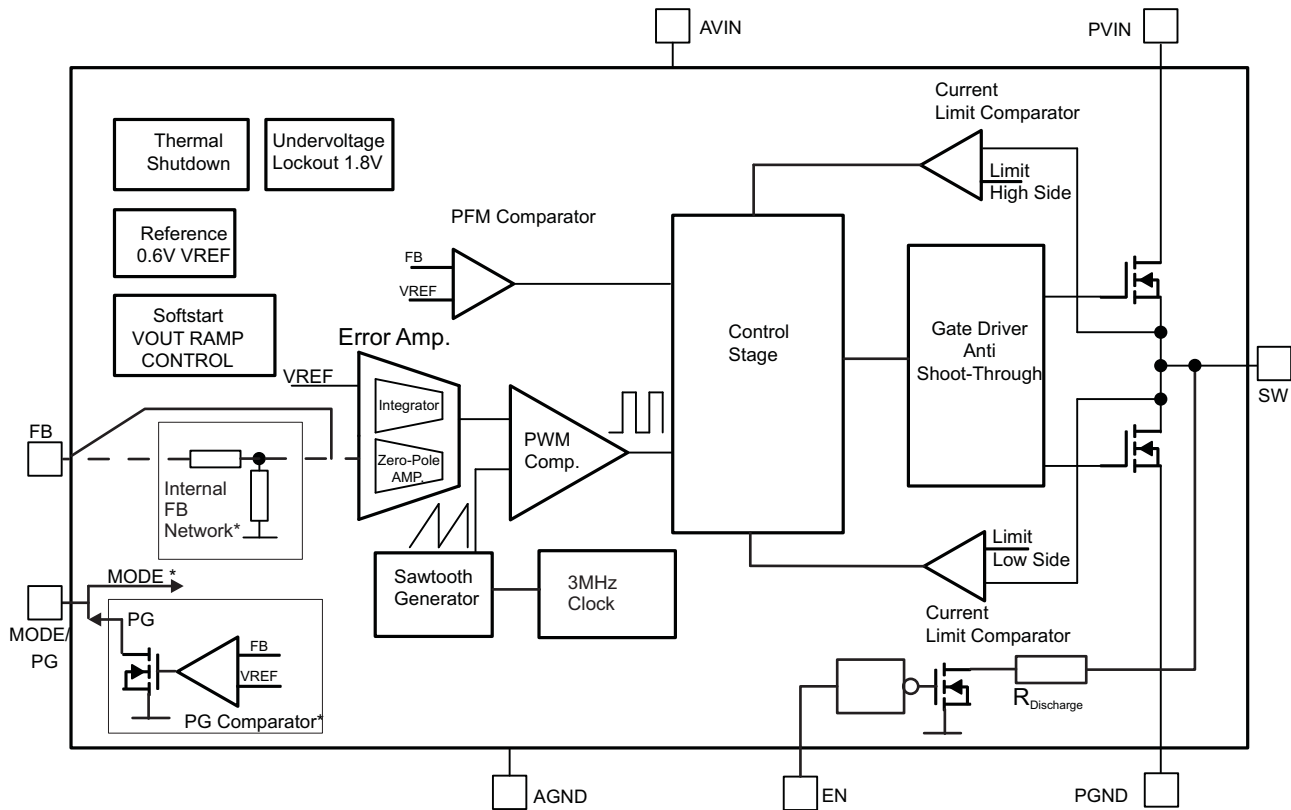 AVIN
PVIN
Current
Limit Comparator
Thermal
Shutdown
Undervoltage
Lockout 1.8V
Limit
High Side
PFM Comparator
Reference
0.6V VREF
FB
VREF
Softstart
VOUT RAMP
CONTROL
Error Amp.
Control
Stage
Gate Driver
Anti
Shoot-Through
VREF
Integrator
SW
FB
PWM
Comp.
Zero-Pole
AMP.
Internal
FB
Network*
Limit
Low Side
MODE *
Sawtooth
Generator
3MHz
Clock
MODE/
PG
PG
FB
VREF
PG Comparator*
Current
Limit Comparator
RDischarge
AGND
EN
PGND